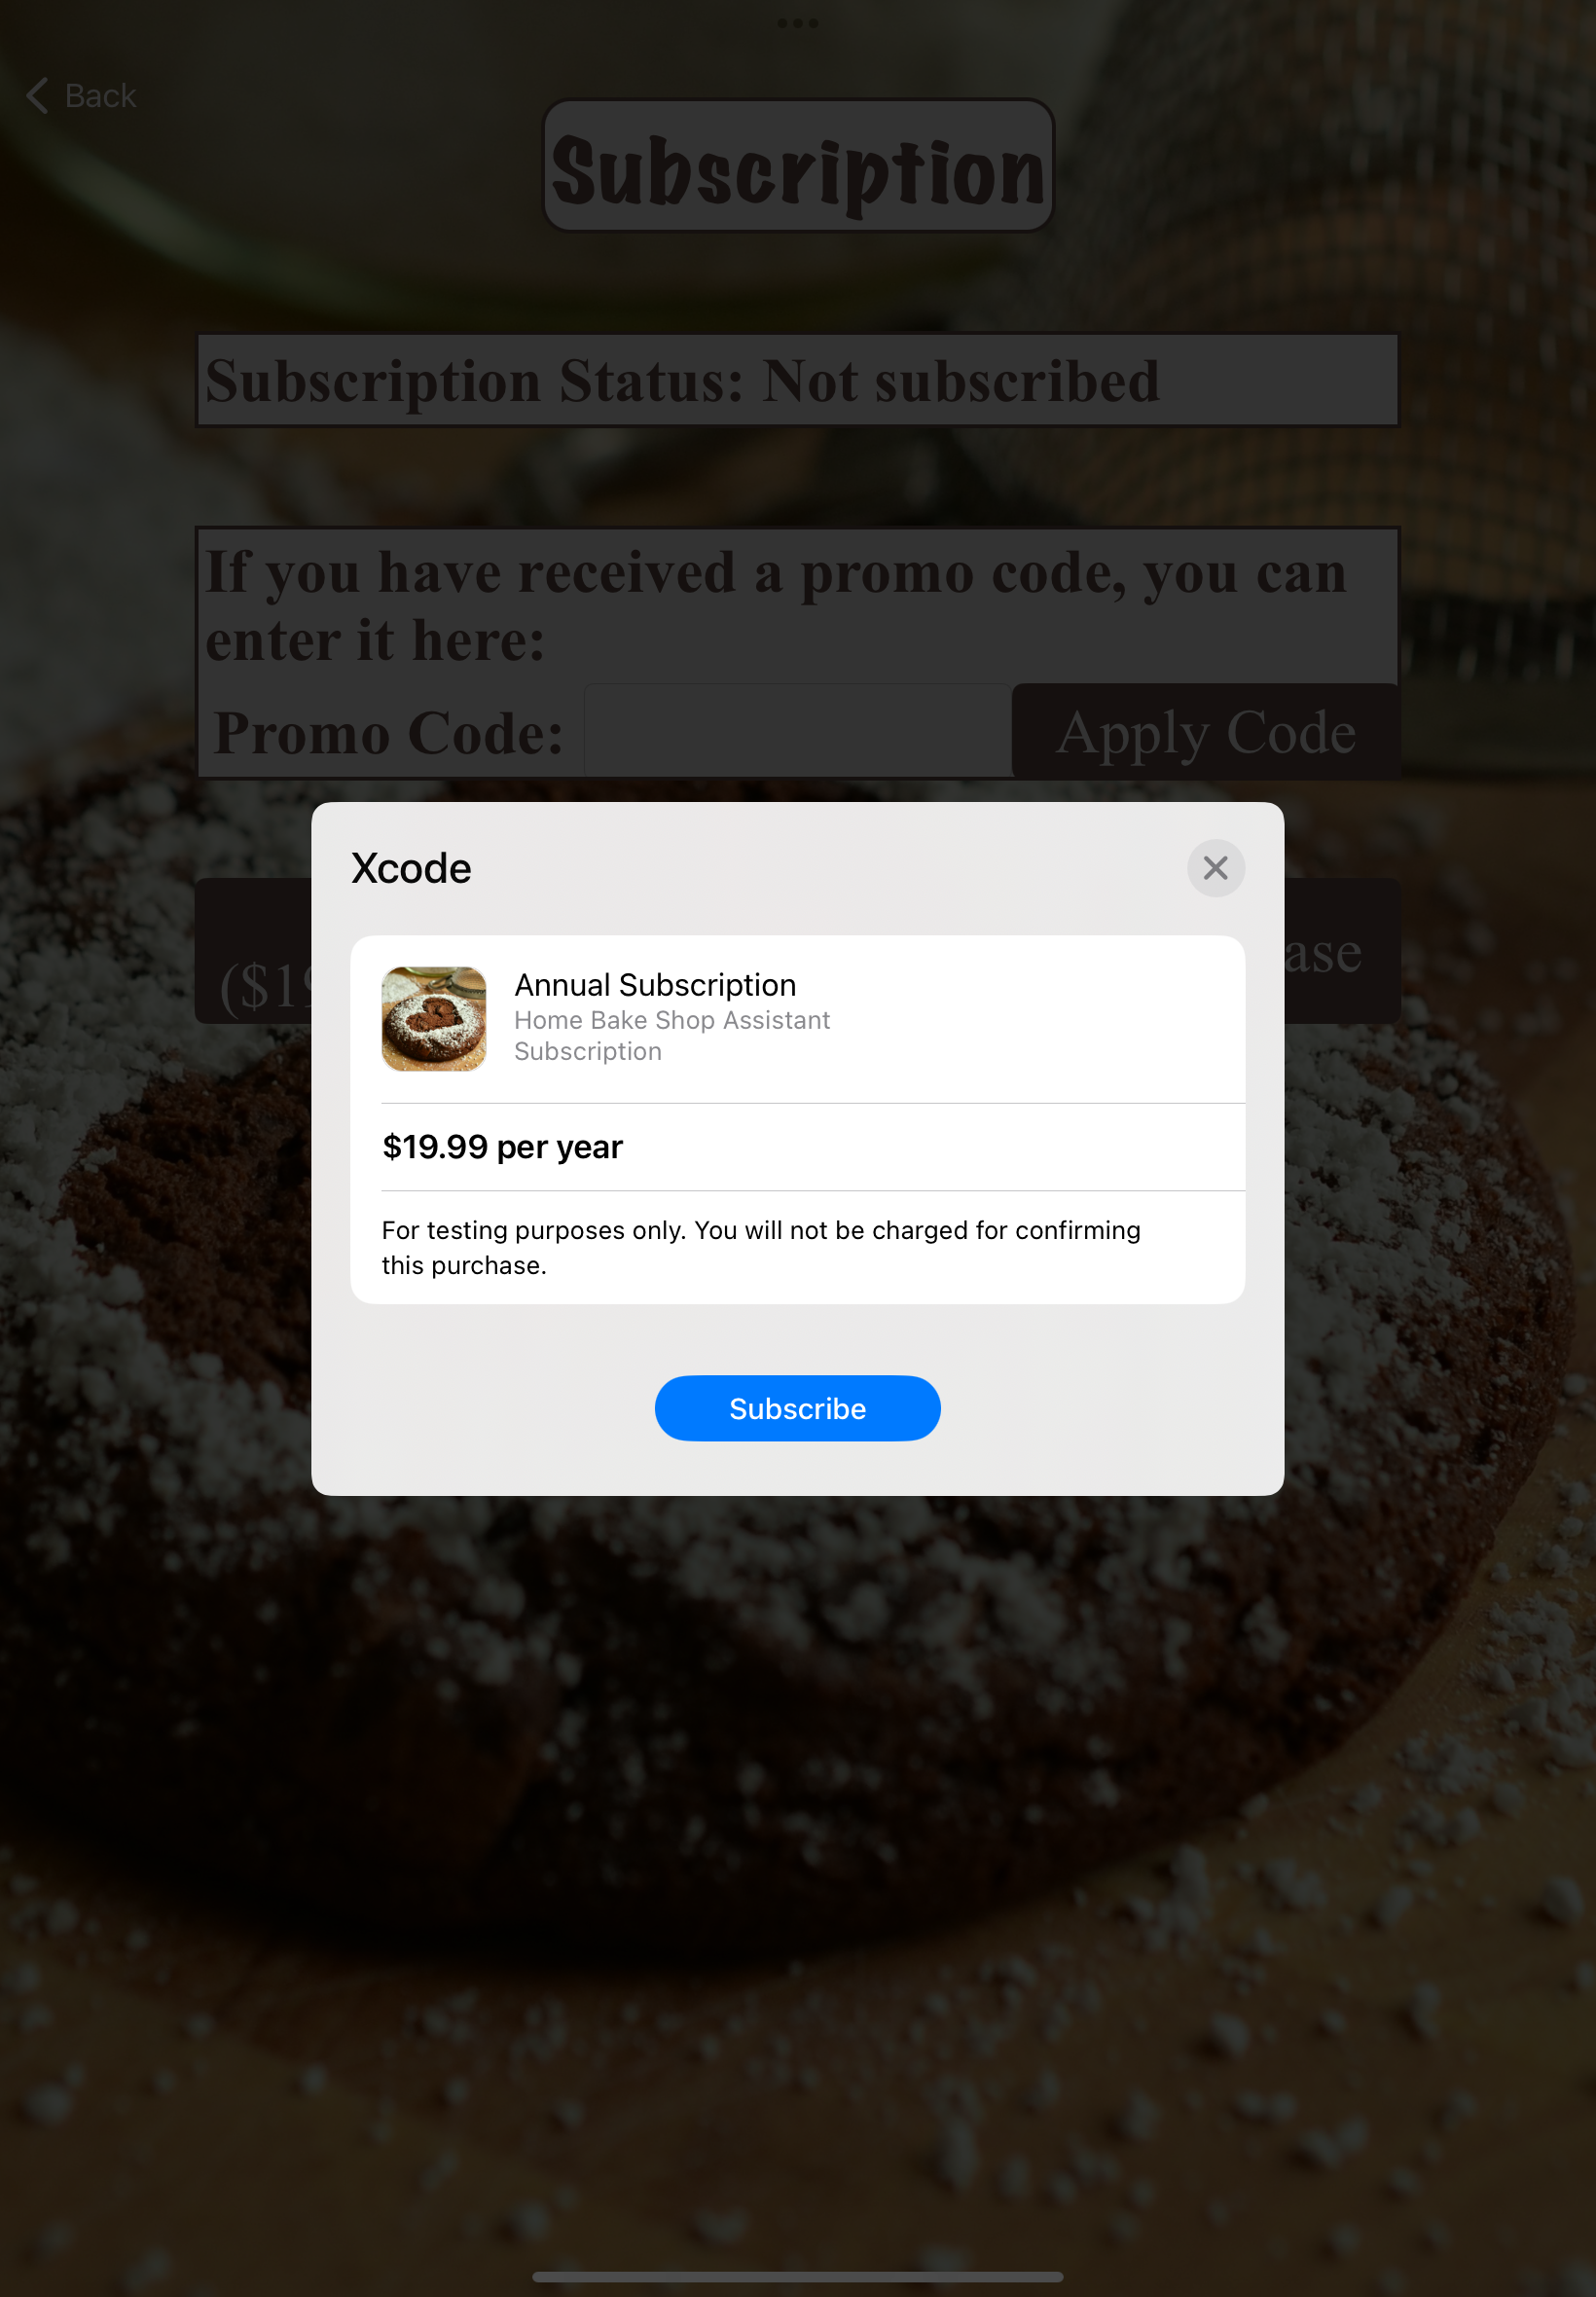 Back
Subscription
Subscription Status: Not subscribed
If you have received a promo code, you can
enter it here:
Promo Code:
Apply Code
Xcode
Annual Subscription
Home Bake Shop Assistant
Subscription
$19.99 per year
For testing purposes only. You will not be charged for confirming
this purchase.
Subscribe